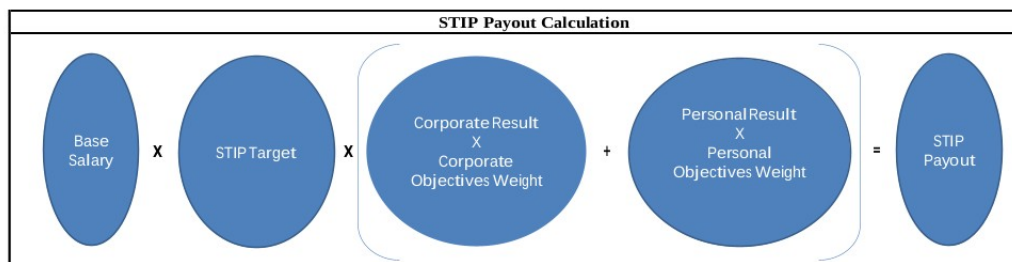 STIP Payout Calculation
Base
Salary
X
STIP Target
X
Corporate Result
X
Corporate
Objectives Weight
+
Personal Result
X
Personal
Objectives Weight
=
STIP
Payout